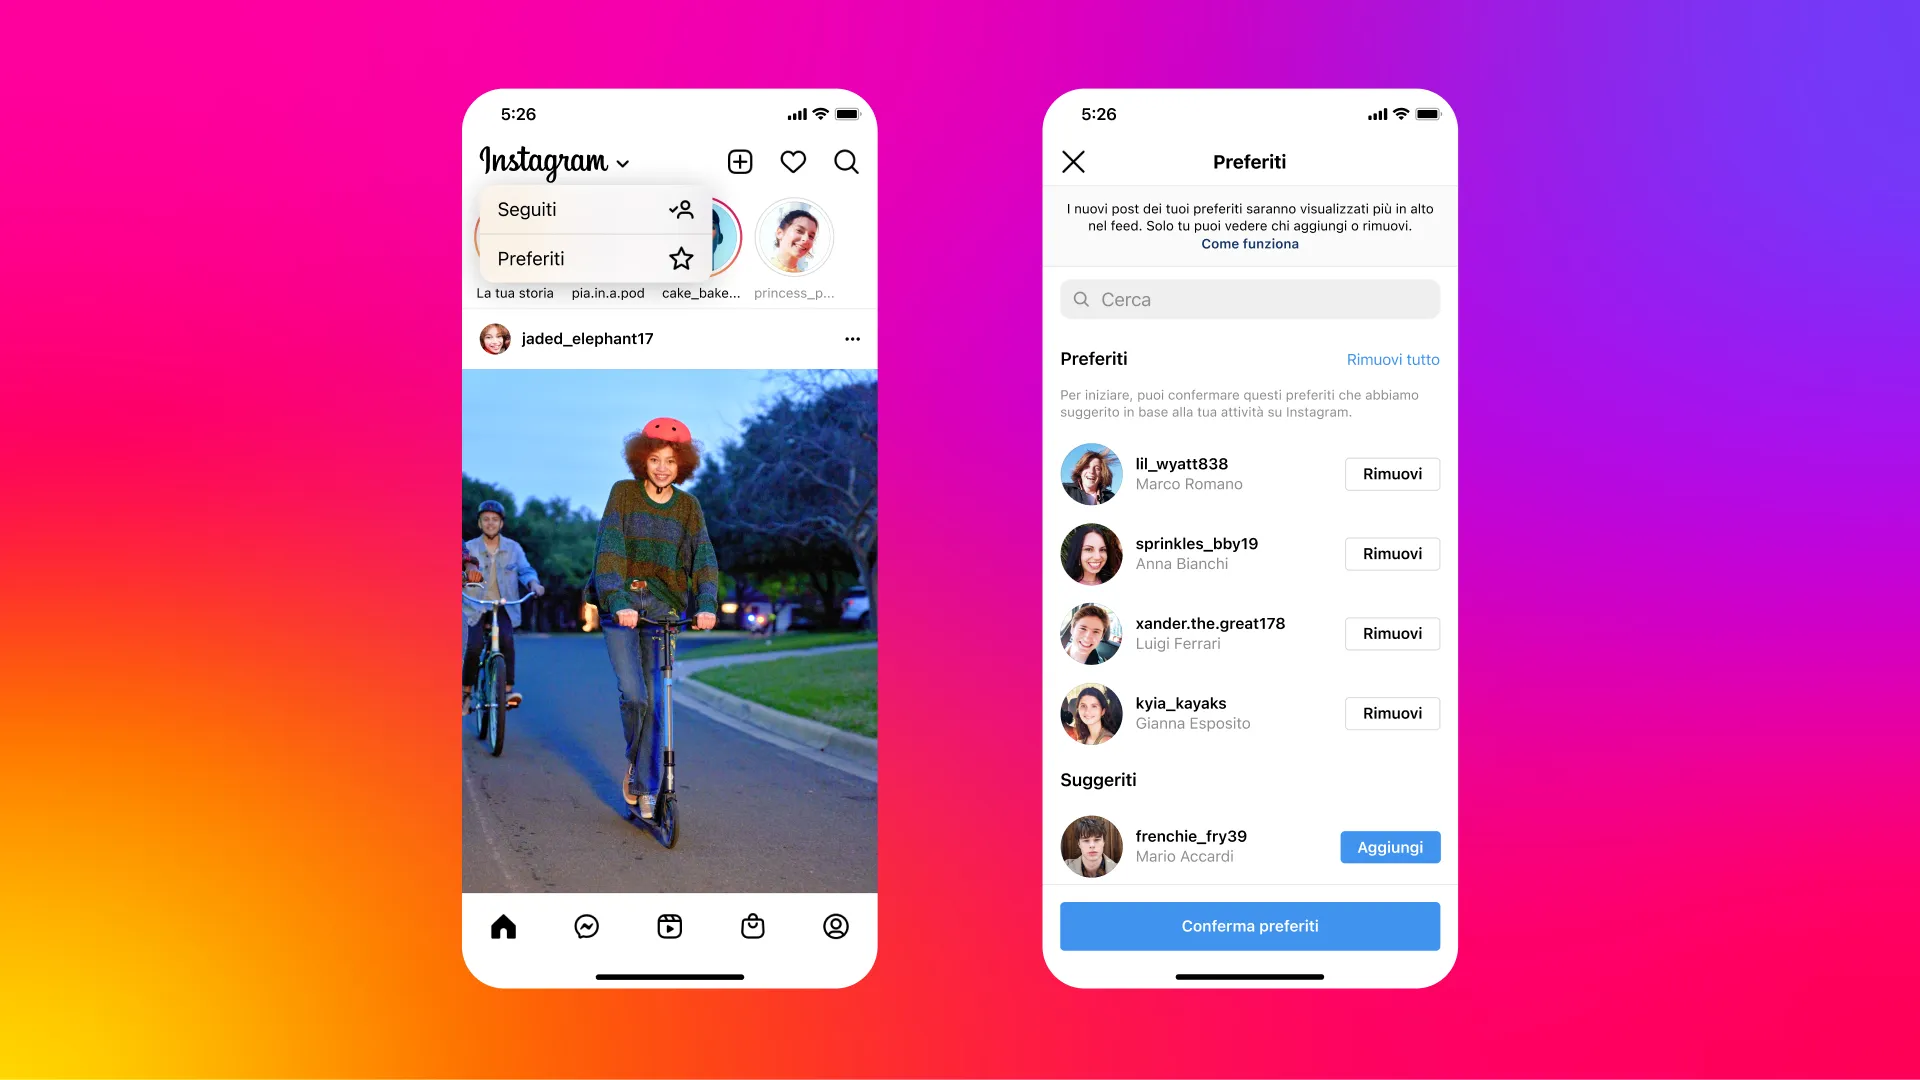 5:26
Instagram
Seguiti
Preferiti
La tua storia
pia.in.a.pod
cake_bake...
princess_p...
jaded_elephant17
5:26
Preferiti
I nuovi post dei tuoi preferiti saranno visualizzati più in alto
nel feed. Solo tu puoi vedere chi aggiungi o rimuovi.
Come funziona
Cerca
Preferiti
Rimuovi tutto
Per iniziare, puoi confermare questi preferiti che abbiamo
suggerito in base alla tua attività su Instagram.
lil_wyatt838
Marco Romano
Rimuovi
sprinkles_bby19
Anna Bianchi
Rimuovi
xander.the.great178
Luigi Ferrari
Rimuovi
kyia_kayaks
Gianna Esposito
Rimuovi
Suggeriti
frenchie_fry39
Mario Accardi
Aggiungi
Conferma preferiti